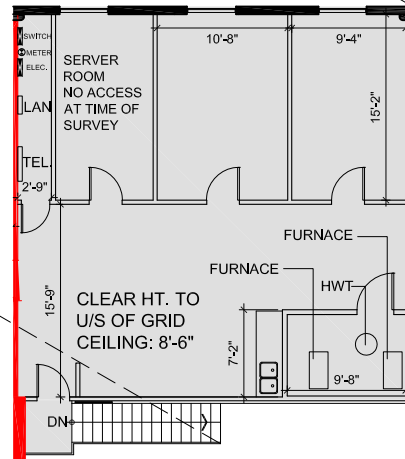 SWITCH
METER
ELEC.
LAN
TEL.
2'-9"
SERVER
ROOM
NO ACCESS
AT TIME OF
SURVEY
10'-8"
9'-4"
15'-2"
FURNACE
FURNACE
HWT
15'-9"
CLEAR HT. TO
U/S OF GRID
CEILING: 8'-6"
7'-2"
9'-8"
DN